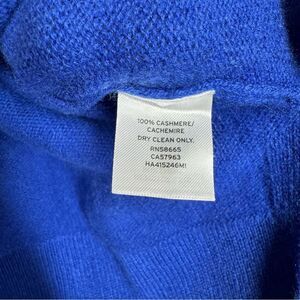 100% CASHMERE/
CACHEMIRE
DRY CLEAN ONLY.
RN58665
CA57963
HA415246MI